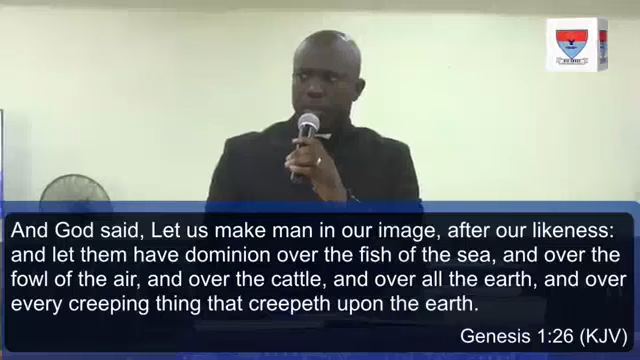 And God said, Let us make man in our image, after our likeness:
and let them have dominion over the fish of the sea, and over the
fowl of the air, and over the cattle, and over all the earth, and over
every creeping thing that creepeth upon the earth.
Genesis 1:26 (KJV)